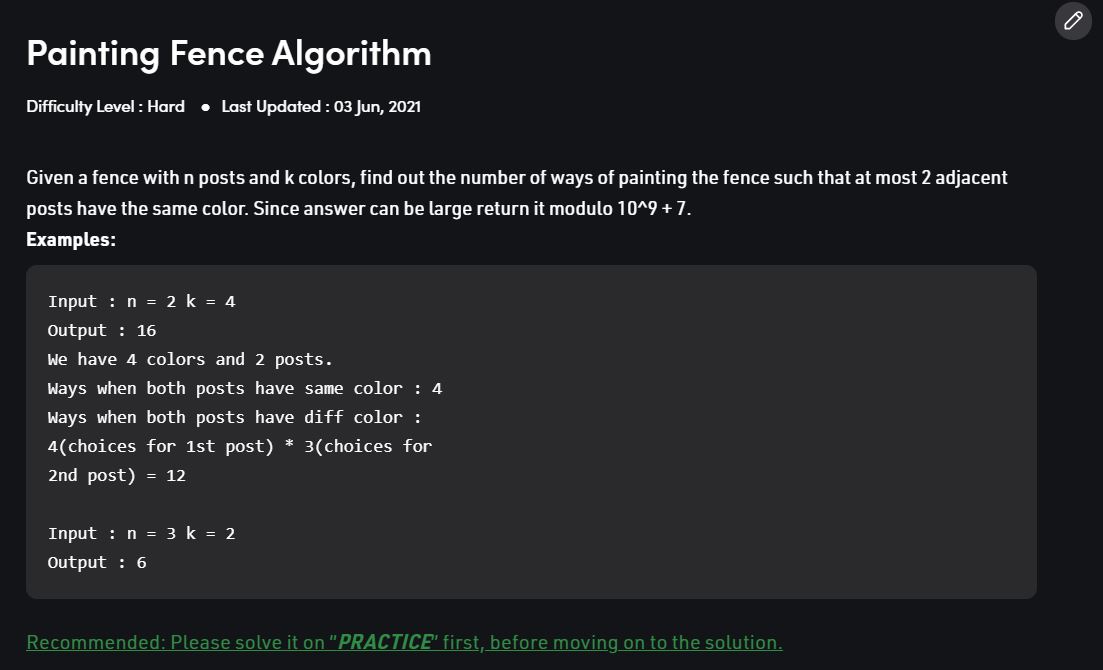 Painting Fence Algorithm
Difficulty Level : Hard ● Last Updated : 03 Jun, 2021
Given a fence with n posts and k colors, find out the number of ways of painting the fence such that at most 2 adjacent
posts have the same color. Since answer can be large return it modulo 10^9 + 7.
Examples:
Input : n = 2 k = 4
Output : 16
We have 4 colors and 2 posts.
Ways when both posts have same color : 4
Ways when both posts have diff color :
4(choices for 1st post) * 3(choices for
2nd post) = 12
Input : n = 3 k = 2
Output : 6
Recommended: Please solve it on "PRACTICE" first, before moving on to the solution.